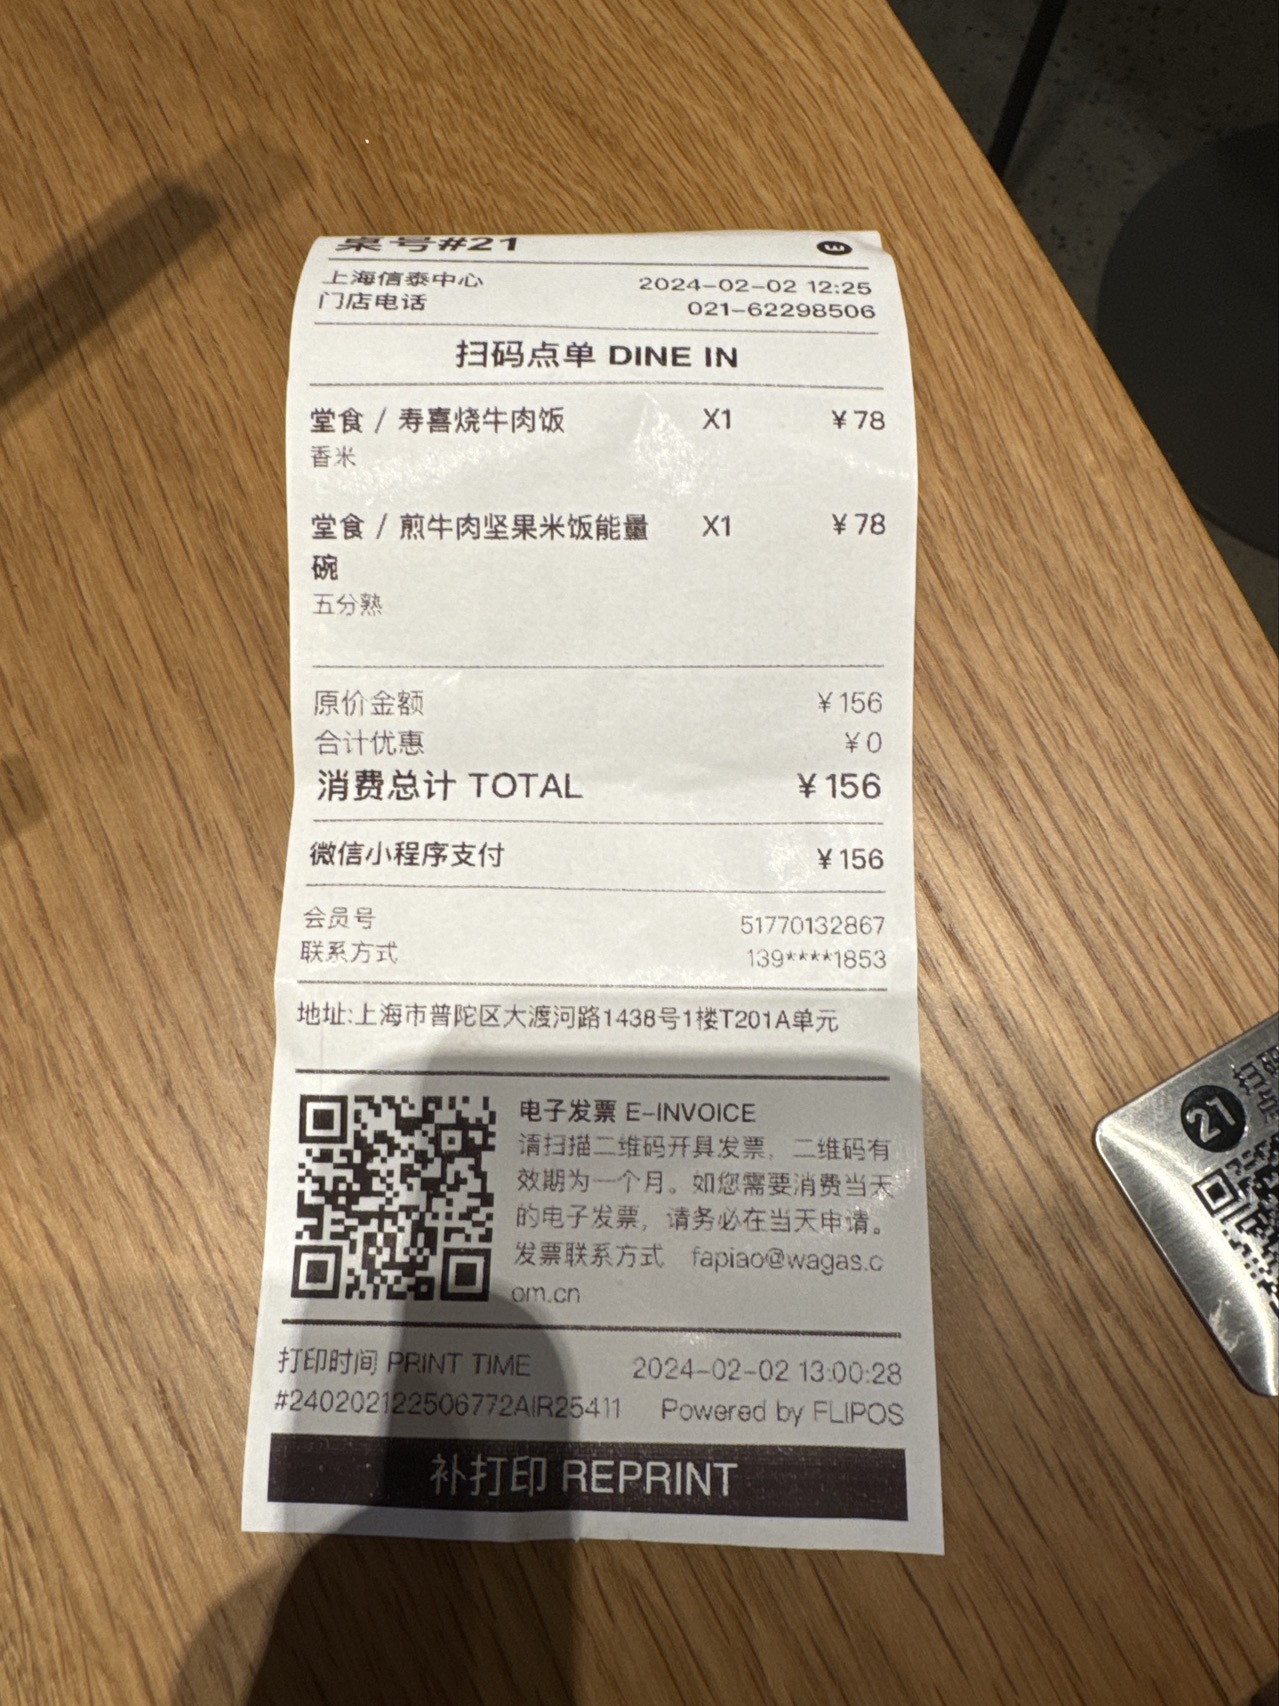 桌号#21
上海信泰中心 2024-02-02 12:25
门店电话 021-62298506
扫码点单 DINE IN
堂食 / 寿喜烧牛肉饭 X1 ¥78
香米
堂食 / 煎牛肉坚果米饭能量 X1 ¥78
碗
五分熟
原价金额 ¥156
合计优惠 ¥0
消费总计 TOTAL ¥156
微信小程序支付 ¥156
会员号 51770132867
联系方式 139****1853
地址:上海市普陀区大渡河路1438号1楼T201A单元
电子发票 E-INVOICE
请扫描二维码开具发票，二维码有
效期为一个月。如您需要消费当天
的电子发票，请务必在当天申请。
发票联系方式 fapiao@wagas.c
om.cn
打印时间 PRINT TIME 2024-02-02 13:00:28
#240202122506772AIR25411 Powered by FLIPOS
补打印 REPRINT
21
扫码